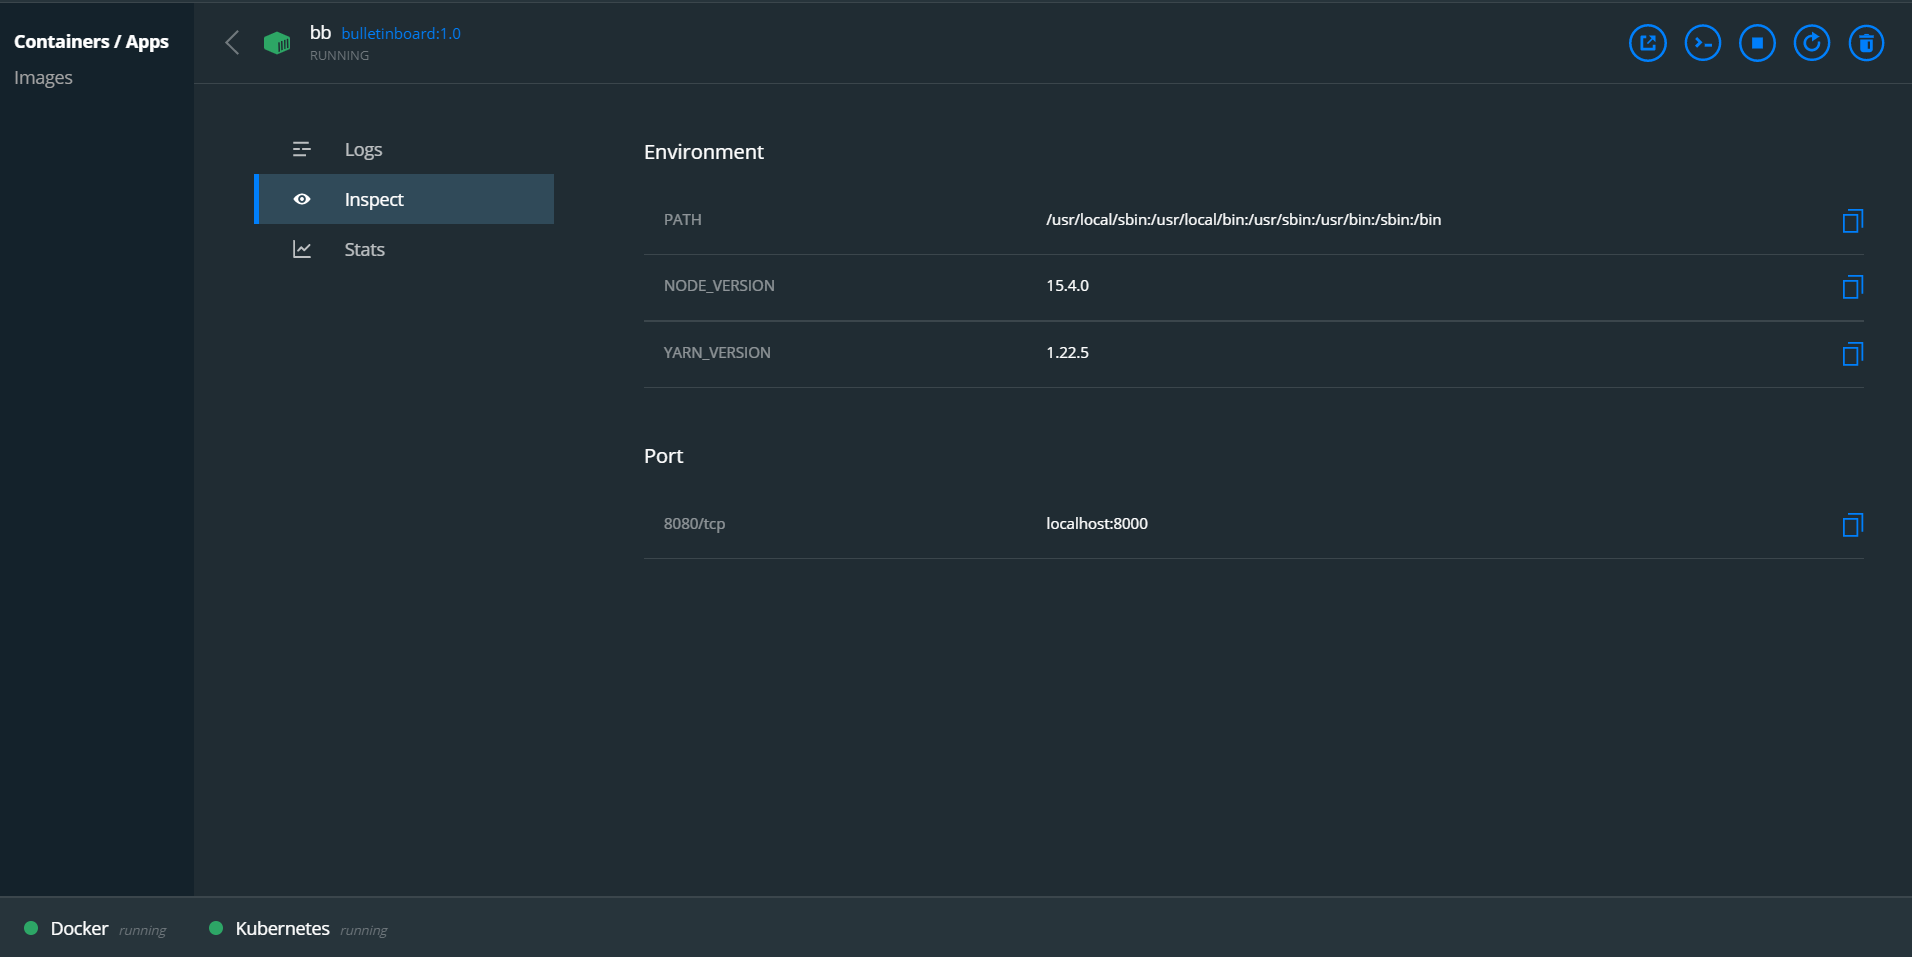 Containers / Apps
Images
bb bulletinboard:1.0
RUNNING
Logs
Inspect
Stats
Environment
PATH /usr/local/sbin:/usr/local/bin:/usr/sbin:/usr/bin:/sbin:/bin
NODE_VERSION 15.4.0
YARN_VERSION 1.22.5
Port
8080/tcp localhost:8000
Docker running Kubernetes running